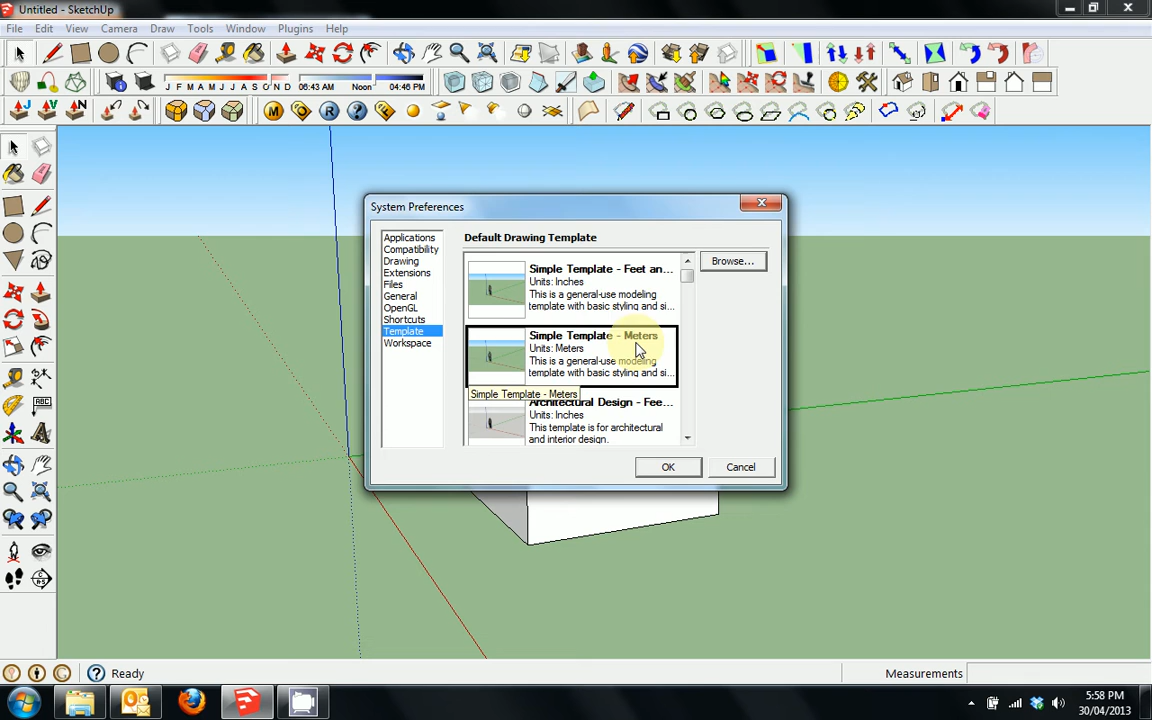 Untitled - SketchUp
File Edit View Camera Draw Tools Window Plugins Help
J F M A M J J A S O N D 06:43 AM Noon 04:46 PM
J V N M O R ? F
System Preferences
Applications
Compatibility
Drawing
Extensions
Files
General
OpenGL
Shortcuts
Template
Workspace
Default Drawing Template
Simple Template - Feet an...
Units: Inches
This is a general-use modeling
template with basic styling and si...
Browse...
Simple Template - Meters
Units: Meters
This is a general-use modeling
template with basic styling and si...
Simple Template - Meters
Architectural Design - Fee...
Units: Inches
This template is for architectural
and interior design.
OK Cancel
ABC
A
Ready
Measurements
5:58 PM
30/04/2013